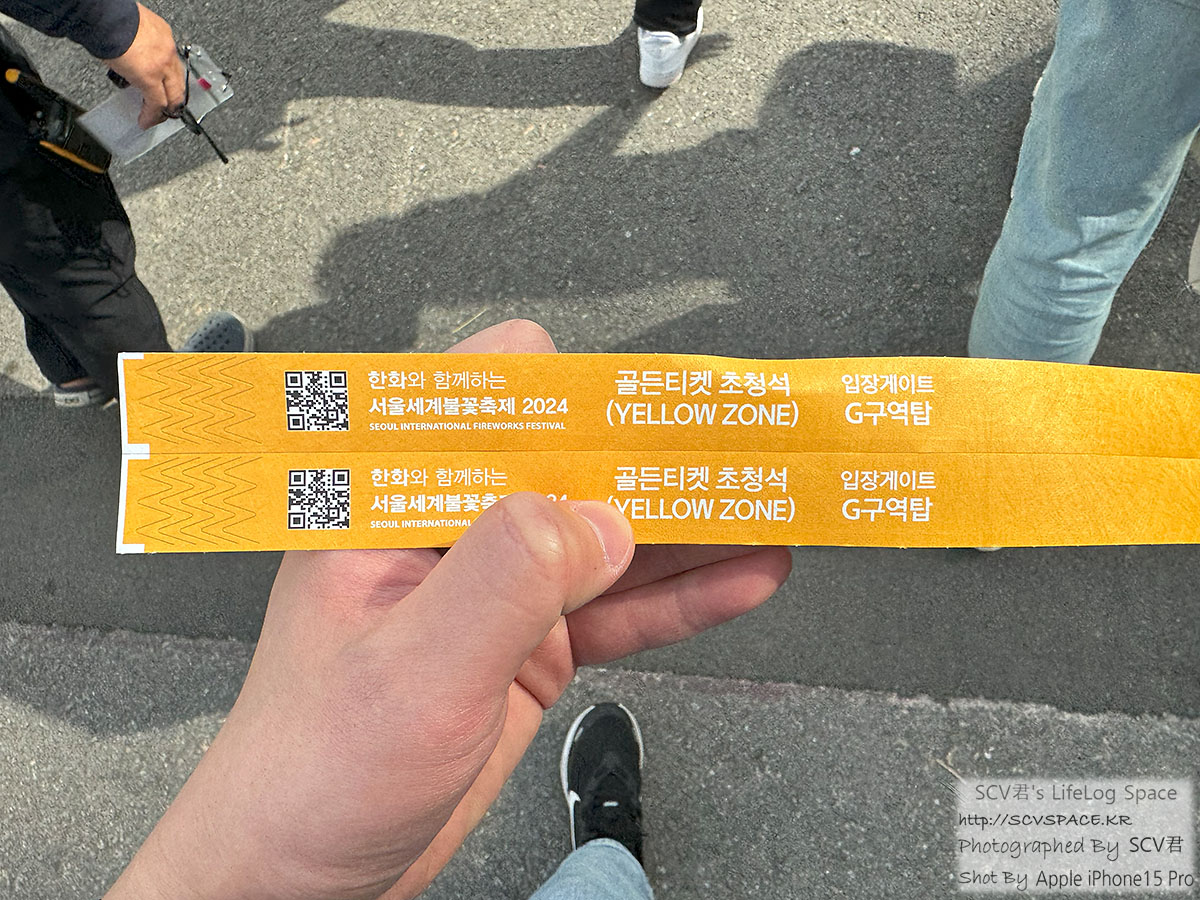 한화와 함께하는
서울세계불꽃축제 2024
SEOUL INTERNATIONAL FIREWORKS FESTIVAL
골든티켓 초청석
(YELLOW ZONE)
입장게이트
G구역탑
한화와 함께하는
서울세계불꽃
SEOUL INTERNATIONAL
골든티켓 초청석
(YELLOW ZONE)
입장게이트
G구역탑
SCV君's LifeLog Space
http://SCVSPACE.KR
Photographed By SCV君
Shot By Apple iPhone15 Pro